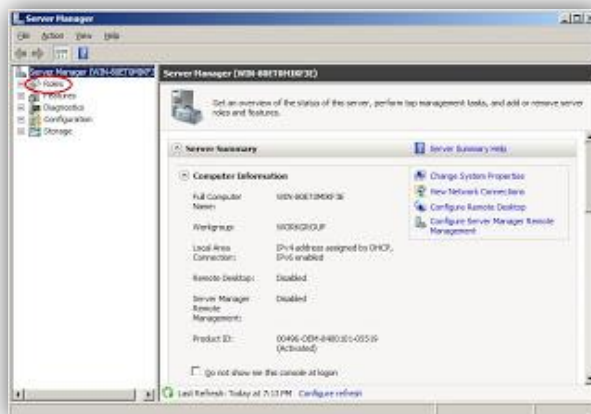 Server Manager
File Action View Help
Server Manager
Roles
Features
Diagnostics
Configuration
Storage
Server Manager
Get an overview of the status of this server, perform top management tasks, and add or remove server
roles and features.
Server Summary
Server Summary Help
Computer Information
Full Computer
Name:
Workgroup:
WORKGROUP
Local Area
Connection:
IPv4 address assigned by DHCP,
IPv6 enabled
Remote Desktop:
Disabled
Server Manager
Remote
Management:
Disabled
Product ID:
(Activated)
Do not show me this console at logon
Change System Properties
View Network Connections
Configure Remote Desktop
Configure Server Manager Remote
Management
Last Refresh: Today at 7:13 PM Configure refresh